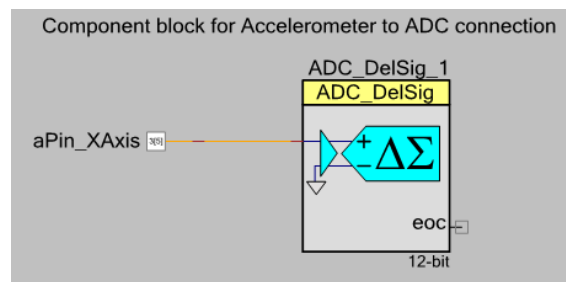 Component block for Accelerometer to ADC connection
ADC_DelSig_1
ADC_DelSig
aPin_XAxis
3[5]
+
ΔΣ
−
eoc
12-bit